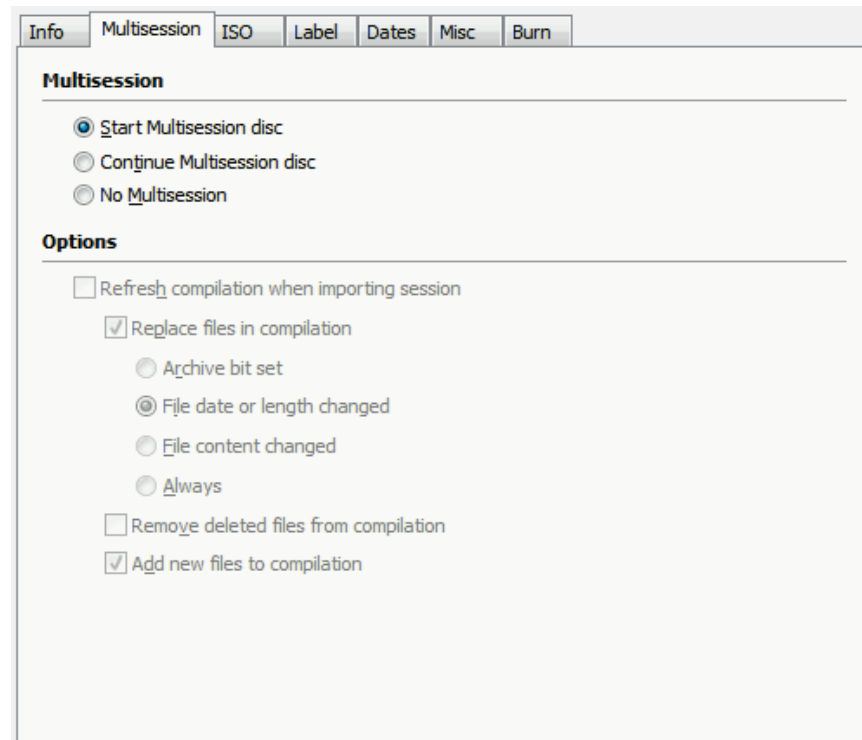 Info Multisession ISO Label Dates Misc Burn
Multisession
Start Multisession disc
Continue Multisession disc
No Multisession
Options
Refresh compilation when importing session
Replace files in compilation
Archive bit set
File date or length changed
File content changed
Always
Remove deleted files from compilation
Add new files to compilation